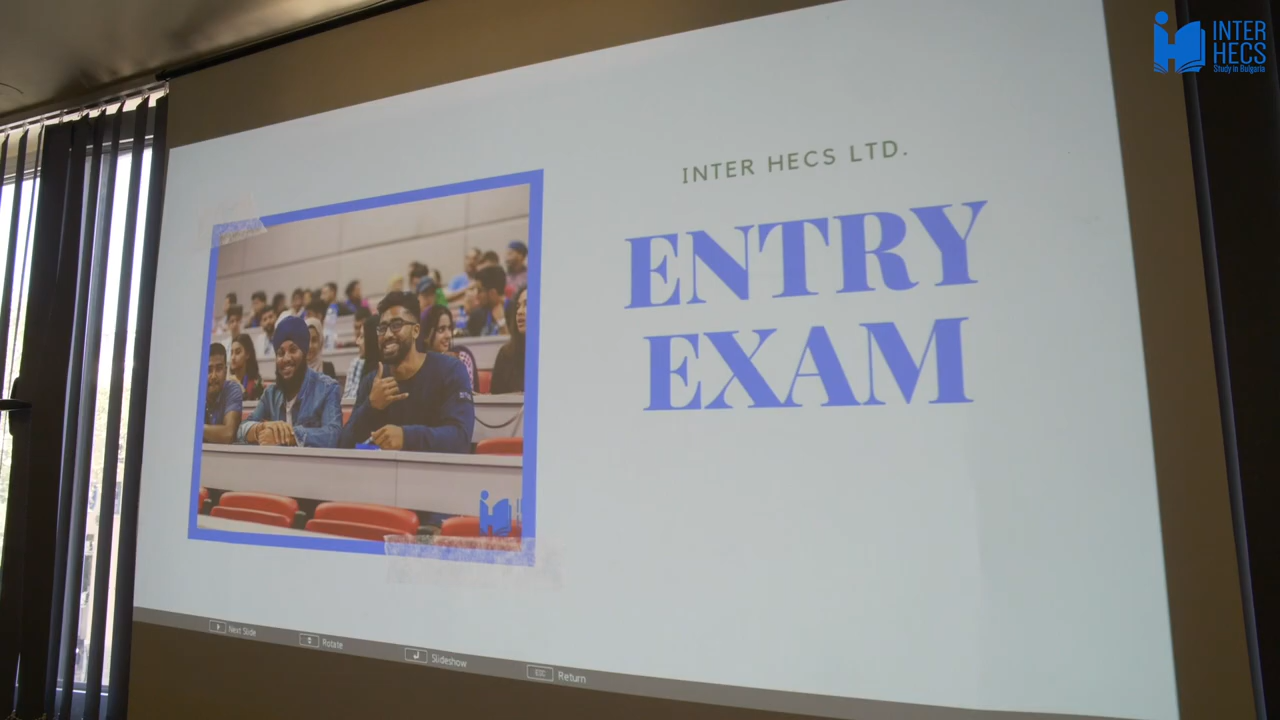 INTER
HECS
Study in Bulgaria
INTER HECS LTD.
ENTRY
EXAM
Next Slide
Rotate
Slideshow
Return